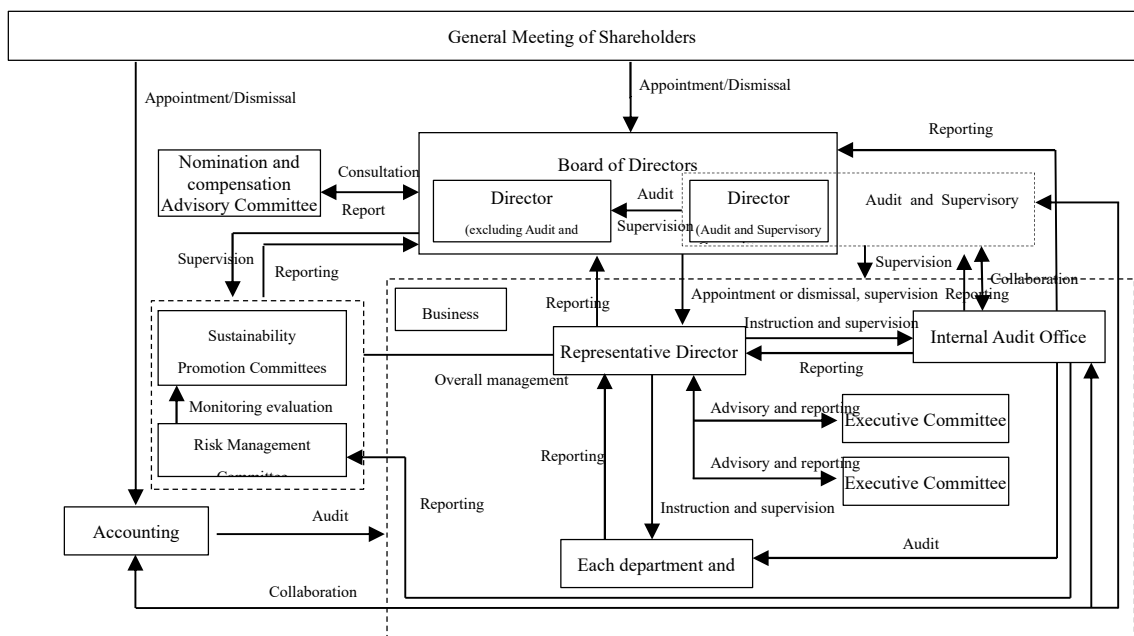 General Meeting of Shareholders
Appointment/Dismissal
Appointment/Dismissal
Reporting
Board of Directors
Nomination and
compensation
Advisory Committee
Consultation
Report
Director
(excluding Audit and
Audit
Supervision
Director
(Audit and Supervisory
Audit and Supervisory
Supervision
Reporting
Supervision
Collaboration
Reporting
Appointment or dismissal, supervision
Reporting
Business
Sustainability
Promotion Committees
Instruction and supervision
Representative Director
Internal Audit Office
Reporting
Overall management
Monitoring evaluation
Advisory and reporting
Executive Committee
Risk Management
Committee
Reporting
Advisory and reporting
Executive Committee
Reporting
Instruction and supervision
Accounting
Audit
Audit
Each department and
Collaboration